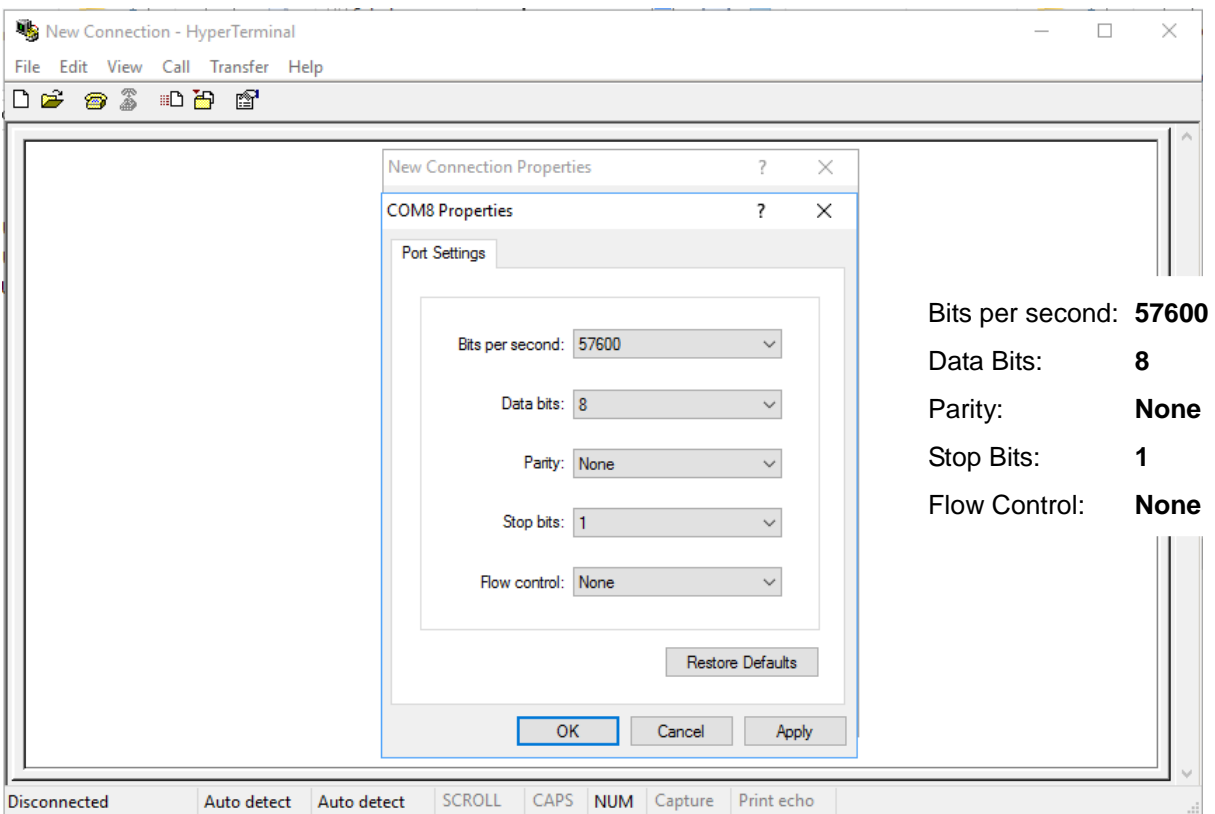 New Connection - HyperTerminal
File Edit View Call Transfer Help
New Connection Properties ?
COM8 Properties ?
Port Settings
Bits per second: 57600
Data bits: 8
Parity: None
Stop bits: 1
Flow control: None
Restore Defaults
OK Cancel Apply
Bits per second: 57600
Data Bits: 8
Parity: None
Stop Bits: 1
Flow Control: None
Disconnected Auto detect Auto detect SCROLL CAPS NUM Capture Print echo